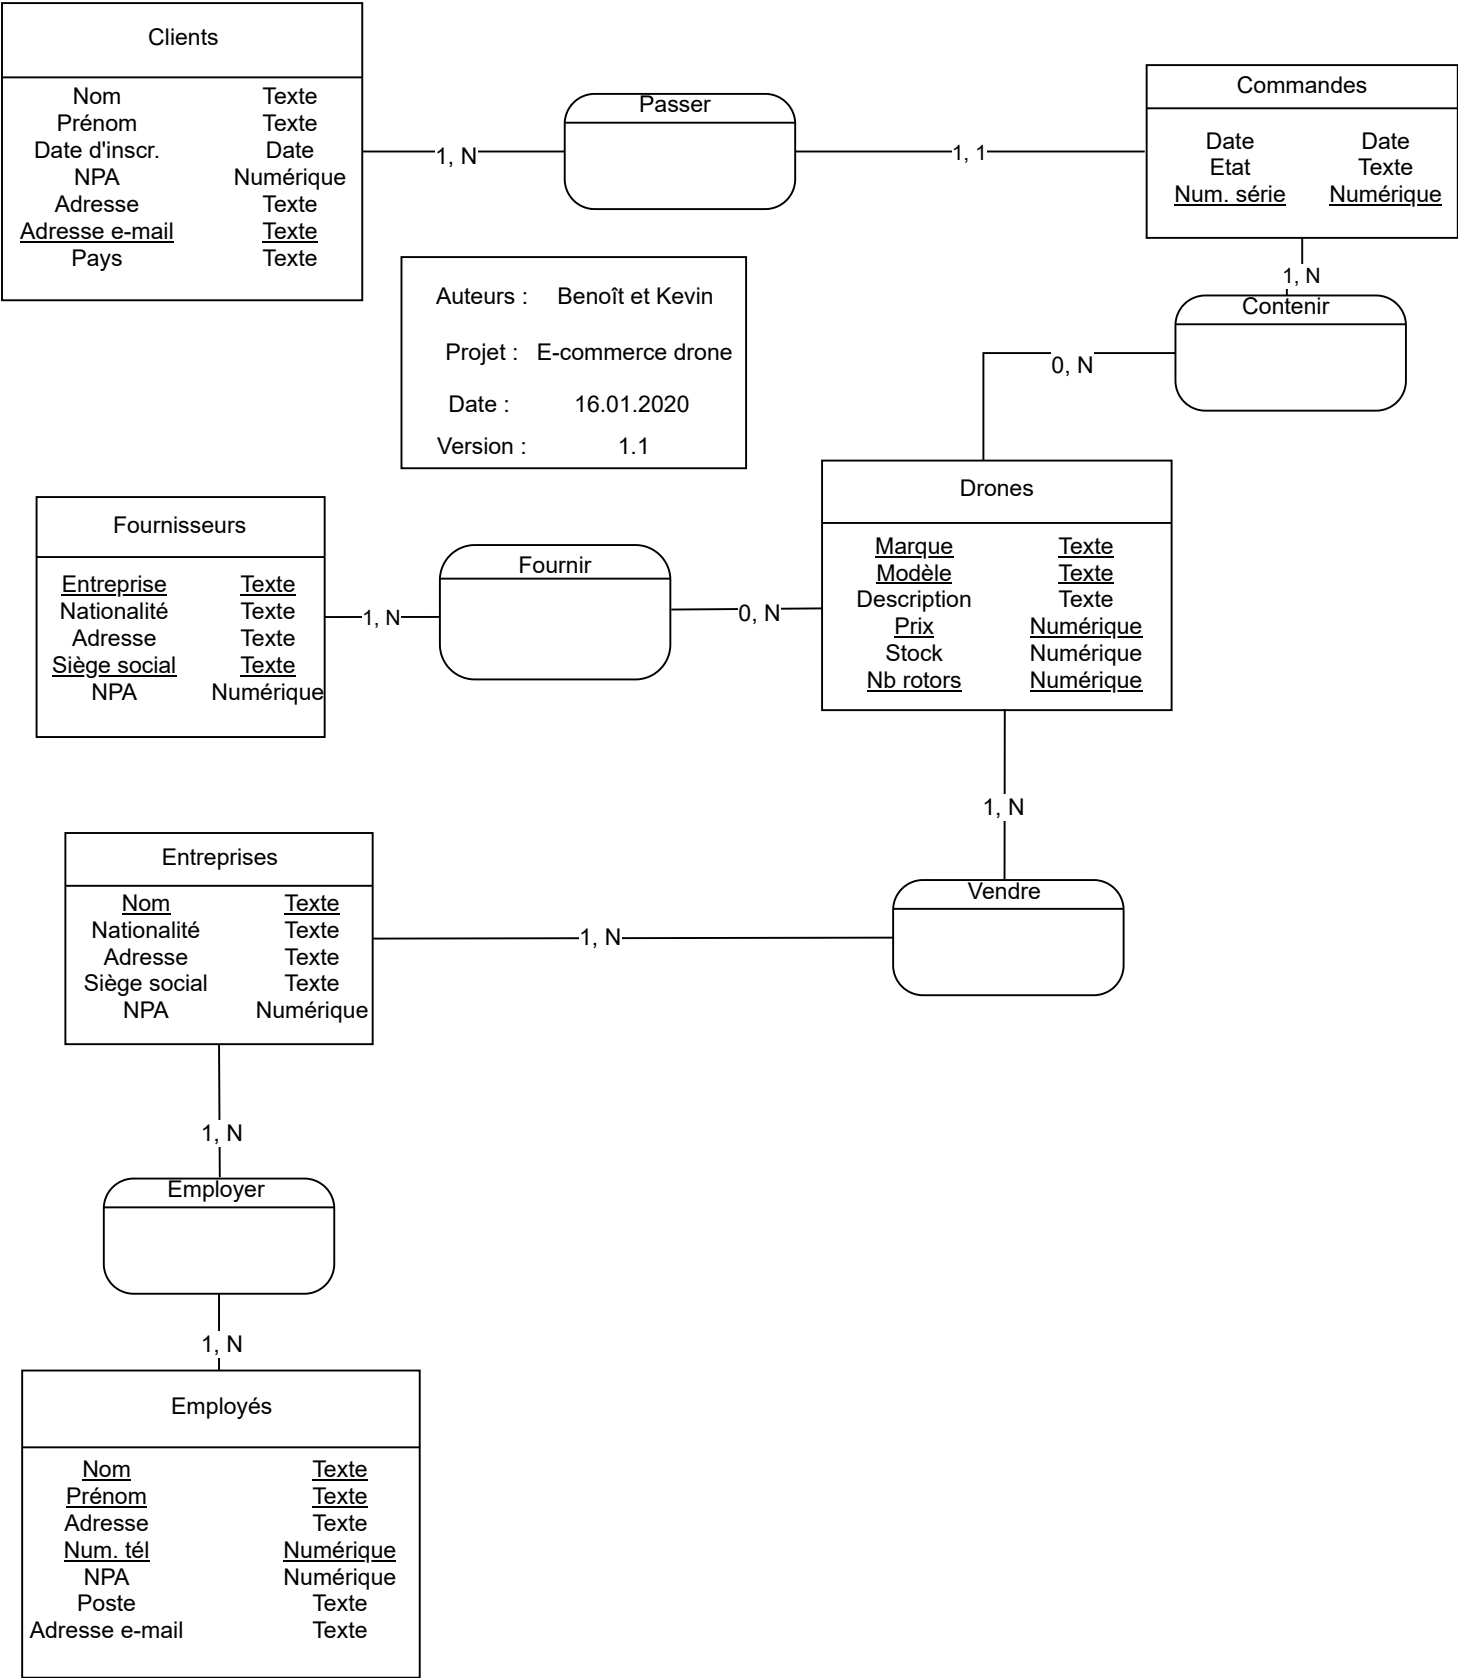 Clients
Nom Texte
Prénom Texte
Date d'inscr. Date
NPA Numérique
Adresse Texte
Adresse e-mail Texte
Pays Texte
1, N
Passer
1, 1
Commandes
Date Date
Etat Texte
Num. série Numérique
1, N
Contenir
0, N
Auteurs : Benoît et Kevin
Projet : E-commerce drone
Date : 16.01.2020
Version : 1.1
Drones
Marque Texte
Modèle Texte
Description Texte
Prix Numérique
Stock Numérique
Nb rotors Numérique
Fournisseurs
Entreprise Texte
Nationalité Texte
Adresse Texte
Siège social Texte
NPA Numérique
1, N
Fournir
0, N
1, N
Vendre
1, N
Entreprises
Nom Texte
Nationalité Texte
Adresse Texte
Siège social Texte
NPA Numérique
1, N
Employer
1, N
Employés
Nom Texte
Prénom Texte
Adresse Texte
Num. tél Numérique
NPA Numérique
Poste Texte
Adresse e-mail Texte